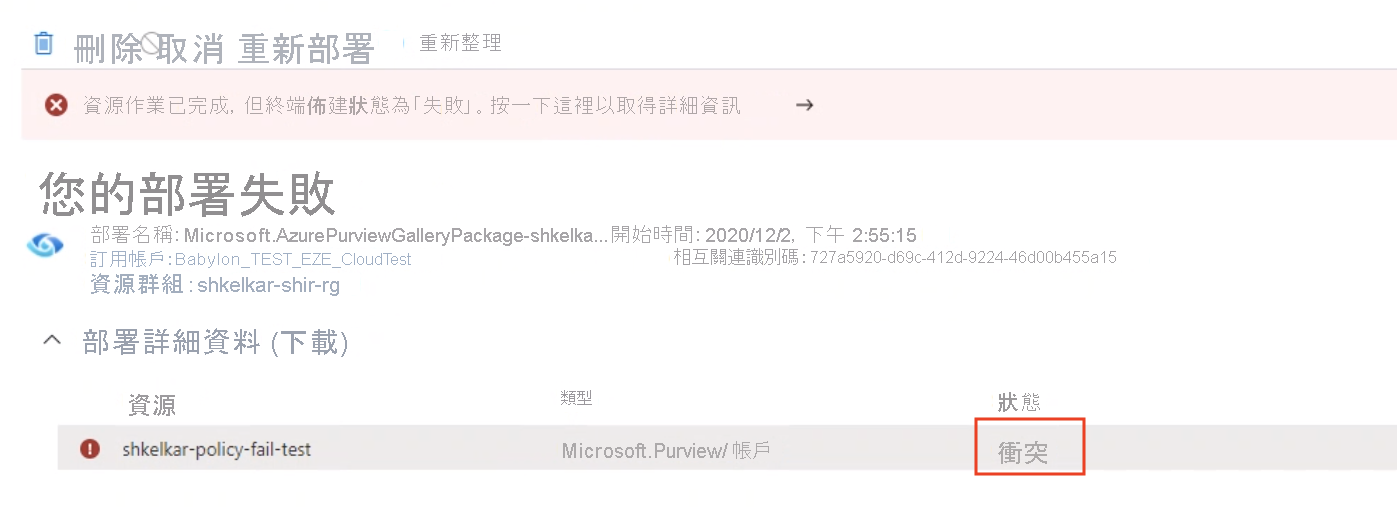 刪除 取消 重新部署 重新整理
資源作業已完成, 但終端佈建狀態為「失敗」。按一下這裡以取得詳細資訊 →
您的部署失敗
部署名稱: Microsoft.AzurePurviewGalleryPackage-shkelka... 開始時間: 2020/12/2, 下午 2:55:15
訂用帳戶: Babylon_TEST_EZE_CloudTest 相互關連識別碼: 727a5920-d69c-412d-9224-46d00b455a15
資源群組: shkelkar-shir-rg
部署詳細資料 (下載)
資源 類型 狀態
shkelkar-policy-fail-test Microsoft.Purview/ 帳戶 衝突